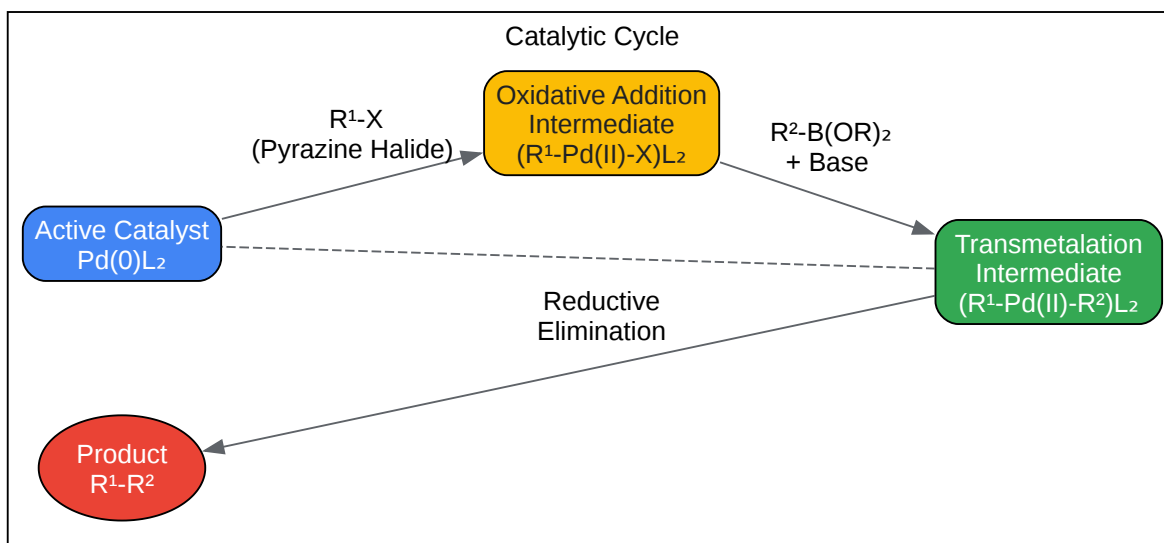 Catalytic Cycle
R¹-X
(Pyrazine Halide)
Oxidative Addition
Intermediate
(R¹-Pd(II)-X)L₂
R²-B(OR)₂
+ Base
Active Catalyst
Pd(0)L₂
Transmetalation
Intermediate
(R¹-Pd(II)-R²)L₂
Reductive
Elimination
Product
R¹-R²